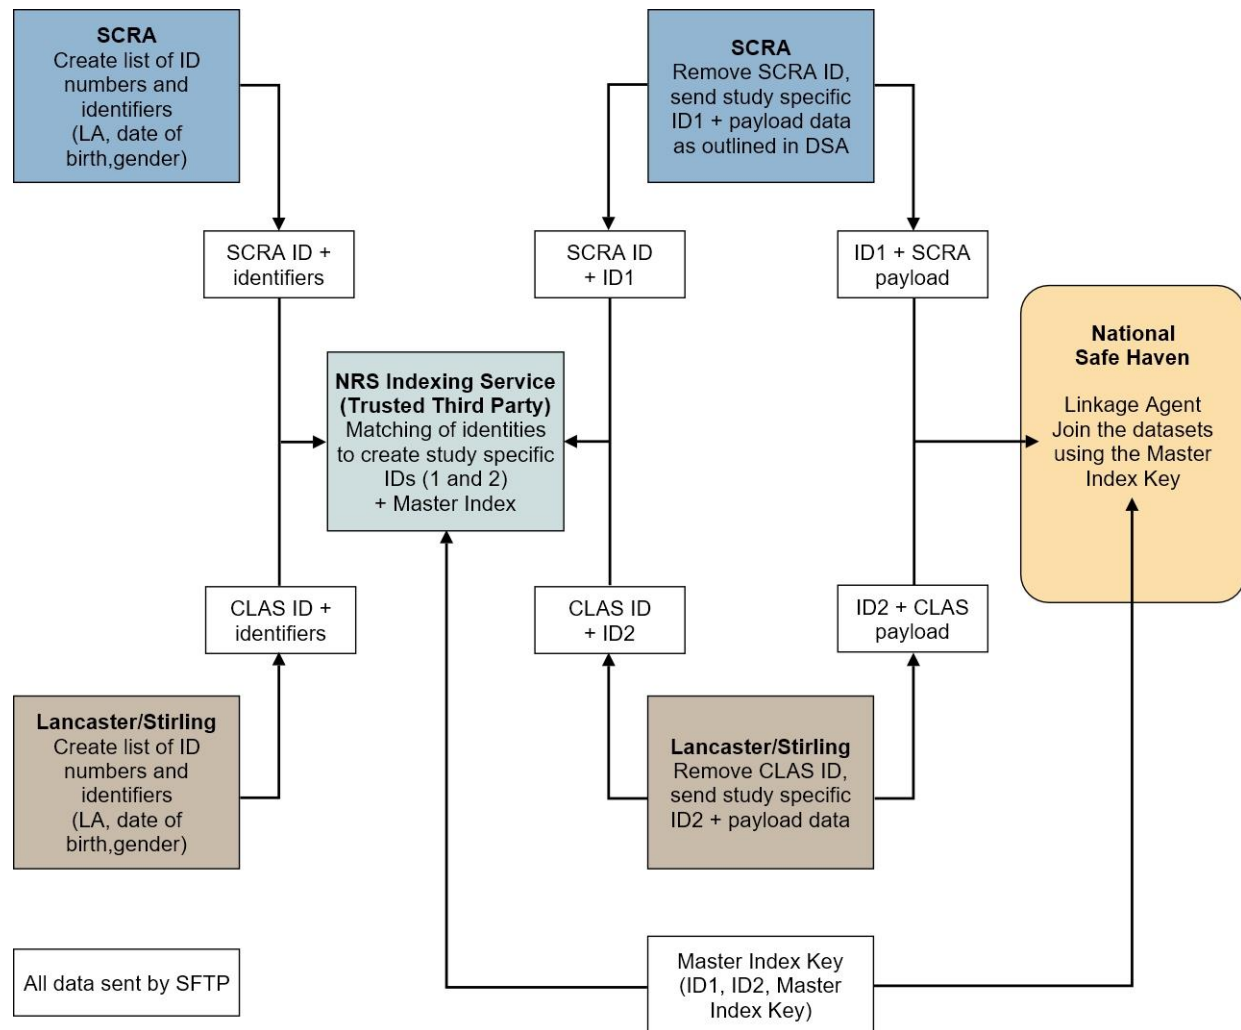 SCRA
Create list of ID
numbers and
identifiers
(LA, date of
birth,gender)
SCRA
Remove SCRA ID,
send study specific
ID1 + payload data
as outlined in DSA
SCRA ID +
identifiers
SCRA ID
+ ID1
ID1 + SCRA
payload
NRS Indexing Service
(Trusted Third Party)
Matching of identities
to create study specific
IDs (1 and 2)
+ Master Index
National
Safe Haven
Linkage Agent
Join the datasets
using the Master
Index Key
CLAS ID +
identifiers
CLAS ID
+ ID2
ID2 + CLAS
payload
Lancaster/Stirling
Create list of ID
numbers and
identifiers
(LA, date of
birth,gender)
Lancaster/Stirling
Remove CLAS ID,
send study specific
ID2 + payload data
All data sent by SFTP
Master Index Key
(ID1, ID2, Master
Index Key)